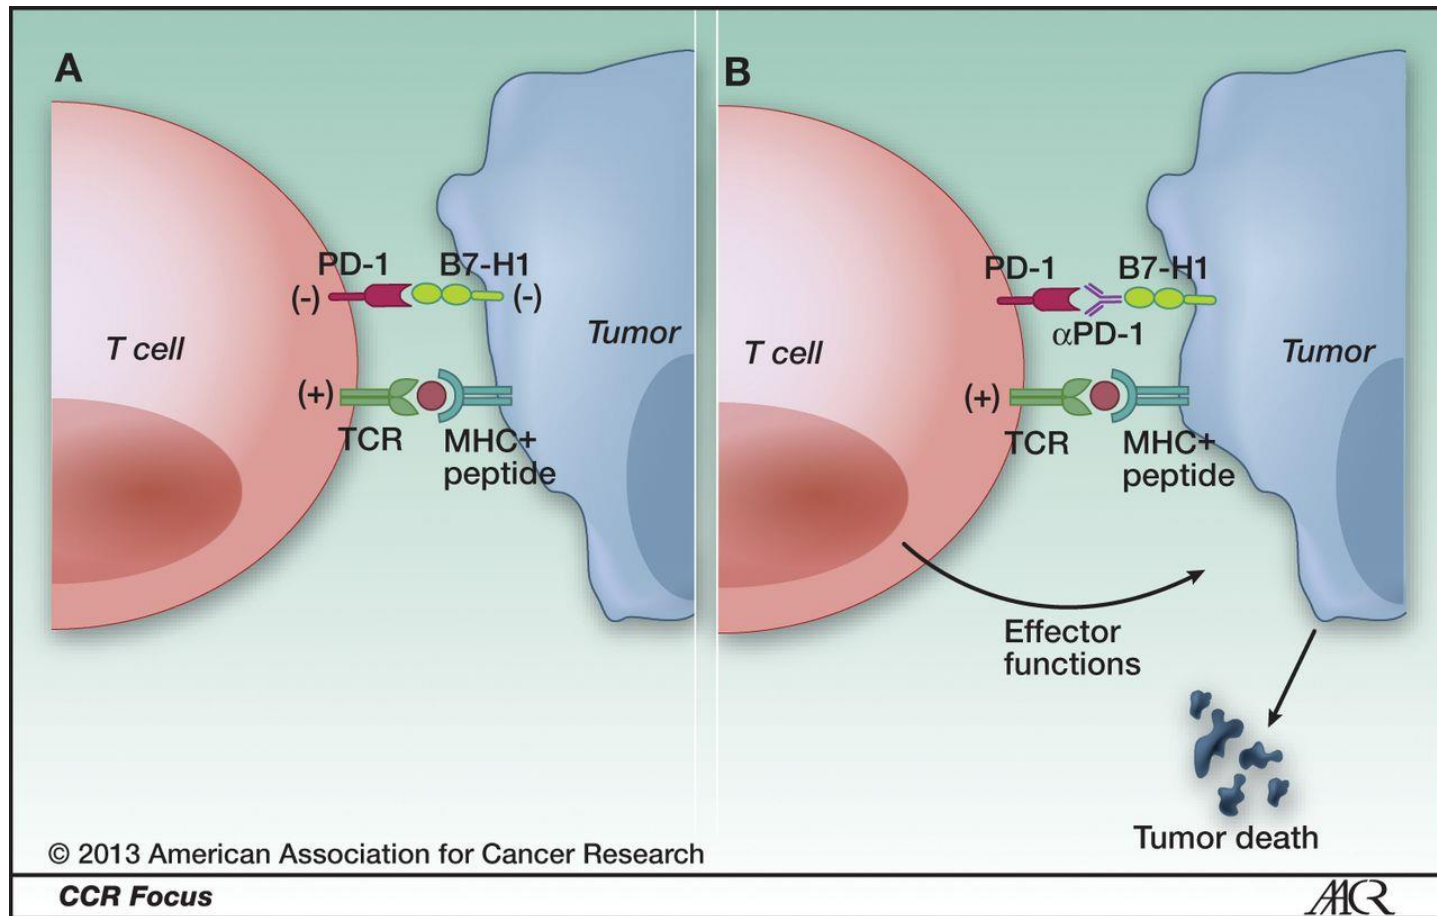 A
PD-1
B7-H1
(-)
(-)
T cell
Tumor
(+)
TCR
MHC+
peptide
B
PD-1
B7-H1
αPD-1
T cell
Tumor
(+)
TCR
MHC+
peptide
Effector
functions
Tumor death
© 2013 American Association for Cancer Research
CCR Focus
AACR